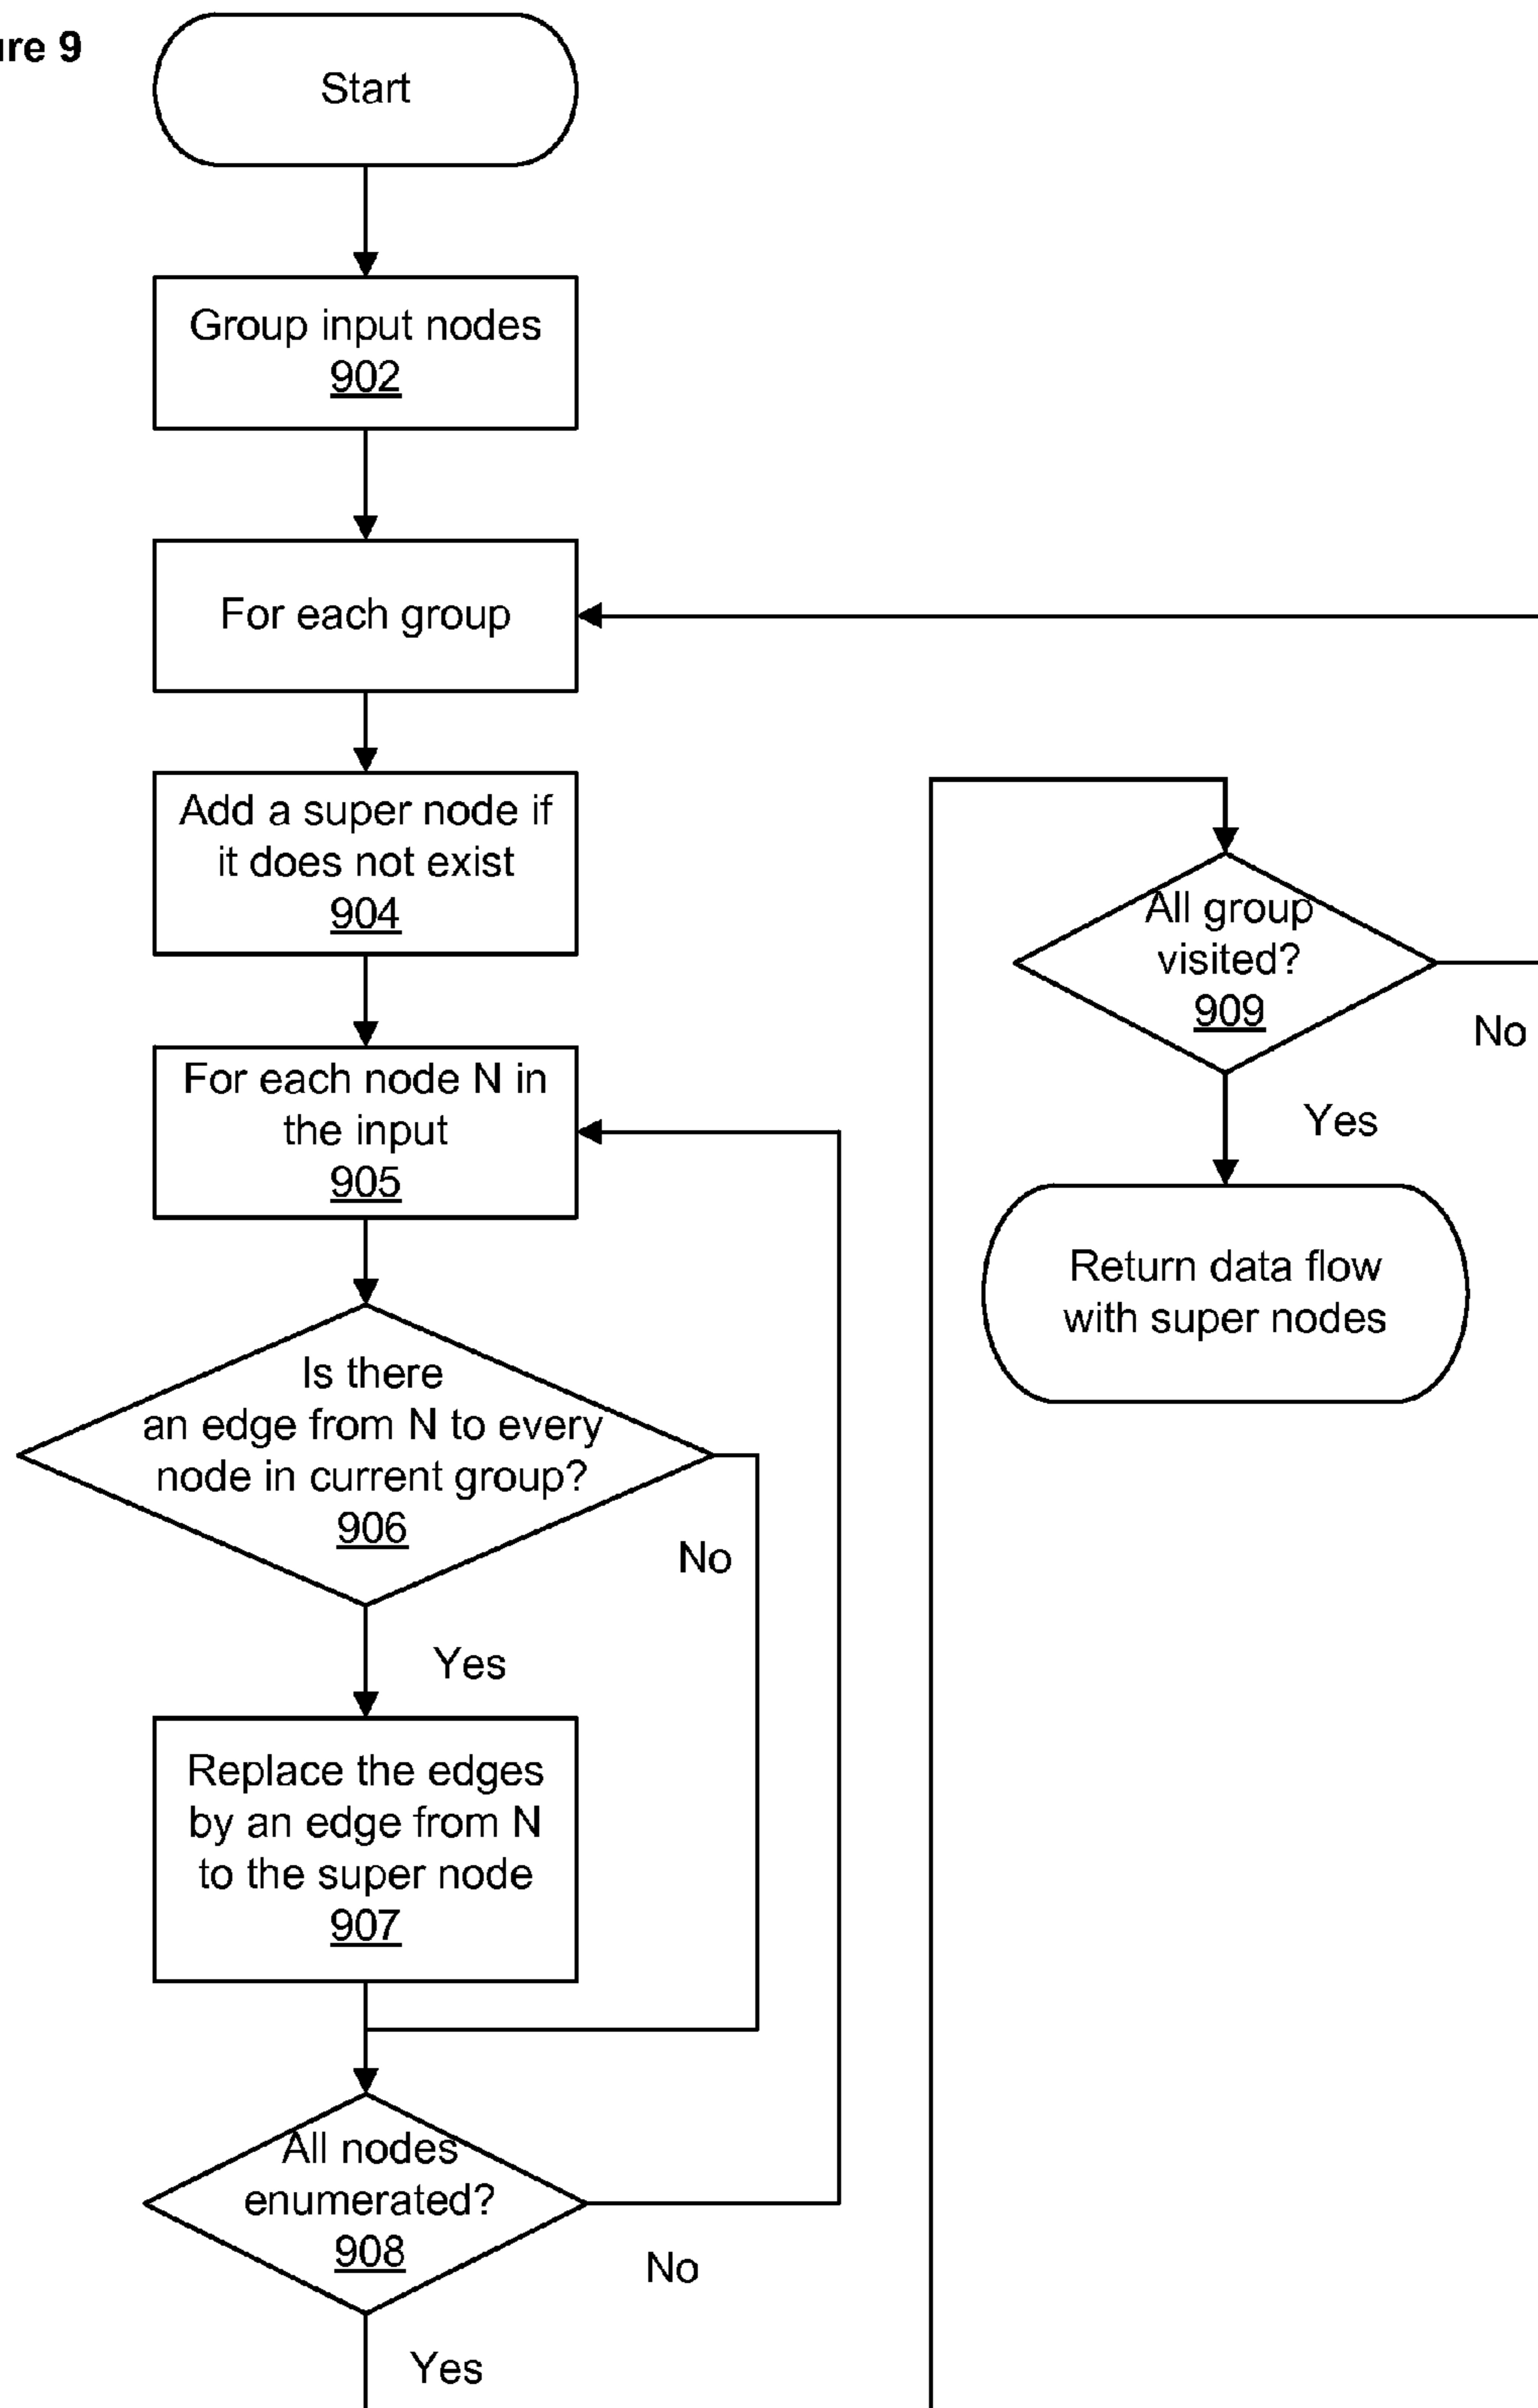 re 9
Start
Group input nodes
902
For each group
Add a super node if
it does not exist
904
For each node N in
the input
905
Is there
an edge from N to every
node in current group?
906
No
Yes
Replace the edges
by an edge from N
to the super node
907
All nodes
enumerated?
908
No
Yes
All group
visited?
909
No
Yes
Return data flow
with super nodes